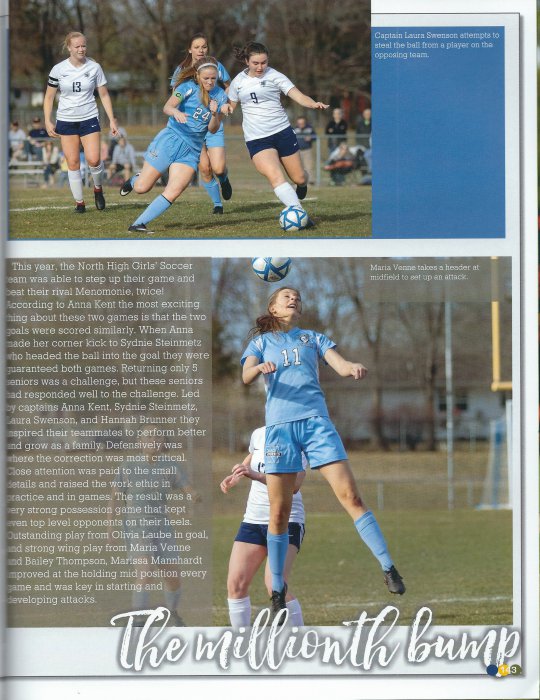 13
24
9
Captain Laura Swenson attempts to
steal the ball from a player on the
opposing team.
This year, the North High Girls' Soccer
team was able to step up their game and
beat their rival Menomonie, twice!
According to Anna Kent the most exciting
thing about these two games is that the two
goals were scored similarly. When Anna
made her corner kick to Sydnie Steinmetz
who headed the ball into the goal they were
guaranteed both games. Returning only 5
seniors was a challenge, but these seniors
had responded well to the challenge. Led
by captains Anna Kent, Sydnie Steinmetz,
Laura Swenson, and Hannah Brunner they
inspired their teammates to perform better
and grow as a family. Defensively was
where the correction was most critical.
Close attention was paid to the small
details and raised the work ethic in
practice and in games. The result was a
very strong possession game that kept
even top level opponents on their heels.
Outstanding play from Olivia Laube in goal,
and strong wing play from Maria Venne
and Bailey Thompson, Marissa Mannhardt
improved at the holding mid position every
game and was key in starting and
developing attacks.
Maria Venne takes a header at
midfield to set up an attack.
11
The millionth bump
143